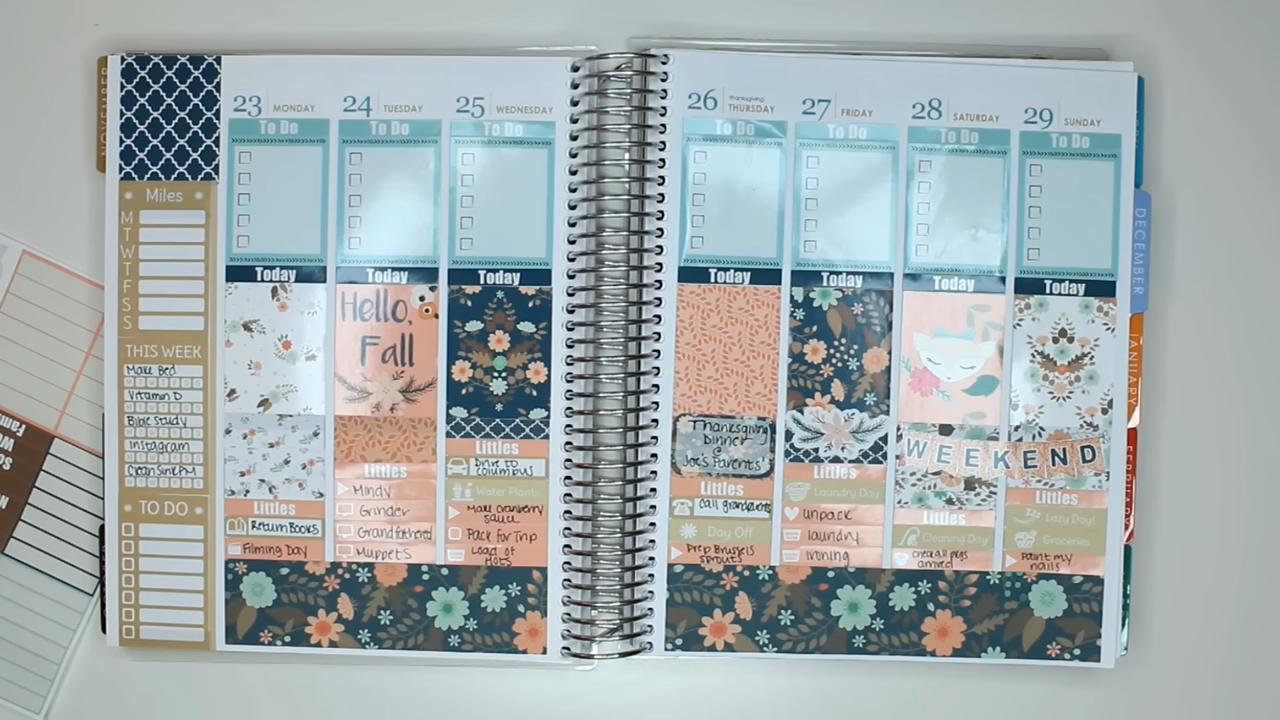 NOVEMBER
Miles
M
T
W
T
F
S
S
THIS WEEK
Make Bed
M T W T F S S
Vitamin D
M T W T F S S
Bible Study
M T W T F S S
Instagram
M T W T F S S
Clean Sink PM
M T W T F S S
TO DO
23 MONDAY
To Do
Today
Littles
Return Books
Filming Day
24 TUESDAY
To Do
Today
Hello,
Fall
Littles
Mindy
Grinder
Grandfathered
Muppets
25 WEDNESDAY
To Do
Today
Littles
Drive to
Columbus
Water Plants
Make cranberry
sauce
Pack for Trip
Load of
Hots
26 thanksgiving
THURSDAY
To Do
Today
Thanksgiving
Dinner
@
Joe's Parents'
Littles
Call grandparents
Day Off
Prep Brussels
sprouts
27 FRIDAY
To Do
Today
Littles
Laundry Day
unpack
laundry
ironing
28 SATURDAY
To Do
Today
WEEKEND
Littles
Cleaning Day
arrived
29 SUNDAY
To Do
Today
Littles
Lazy Day!
Groceries
Paint my
nails
DECEMBER
JANUARY
FEBRUARY